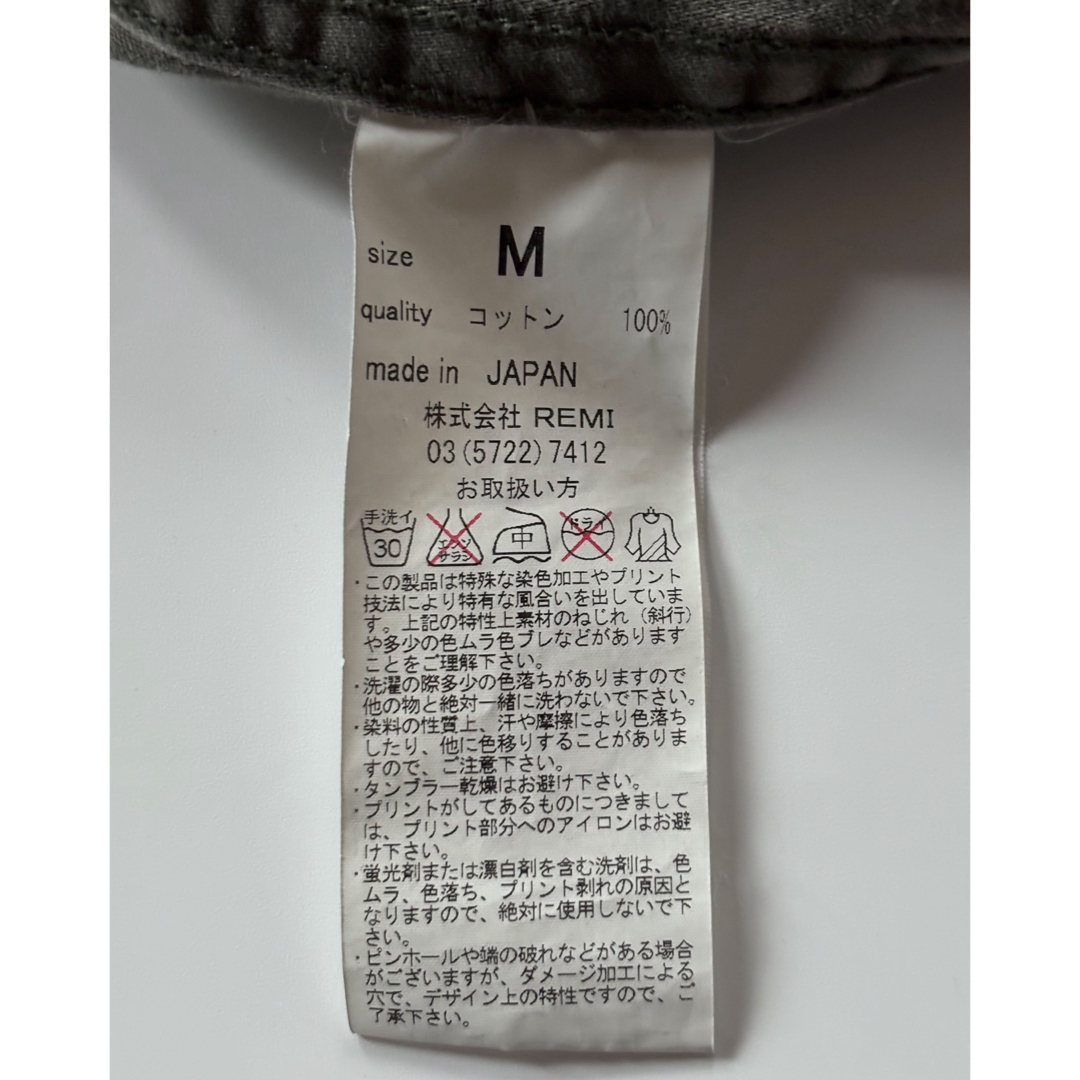 size M
quality コットン 100%
made in JAPAN
株式会社 REMI
03(5722)7412
お取扱い方
手洗イ エンソサラシ 中 ドライ
30
・この製品は特殊な染色加工やプリント
技法により特有な風合いを出していま
す。上記の特性上素材のねじれ（斜行）
や多少の色ムラ色ブレなどがあります
ことをご理解下さい。
・洗濯の際多少の色落ちがありますので
他の物と絶対一緒に洗わないで下さい。
・染料の性質上、汗や摩擦により色落ち
したり、他に色移りすることがありま
すので、ご注意下さい。
・タンブラー乾燥はお避け下さい。
・プリントがしてあるものにつきまして
は、プリント部分へのアイロンはお避
け下さい。
・蛍光剤または漂白剤を含む洗剤は、色
ムラ、色落ち、プリント剥れの原因と
なりますので、絶対に使用しないで下
さい。
・ピンホールや端の破れなどがある場合
がございますが、ダメージ加工による
穴で、デザイン上の特性ですので、ご
了承下さい。